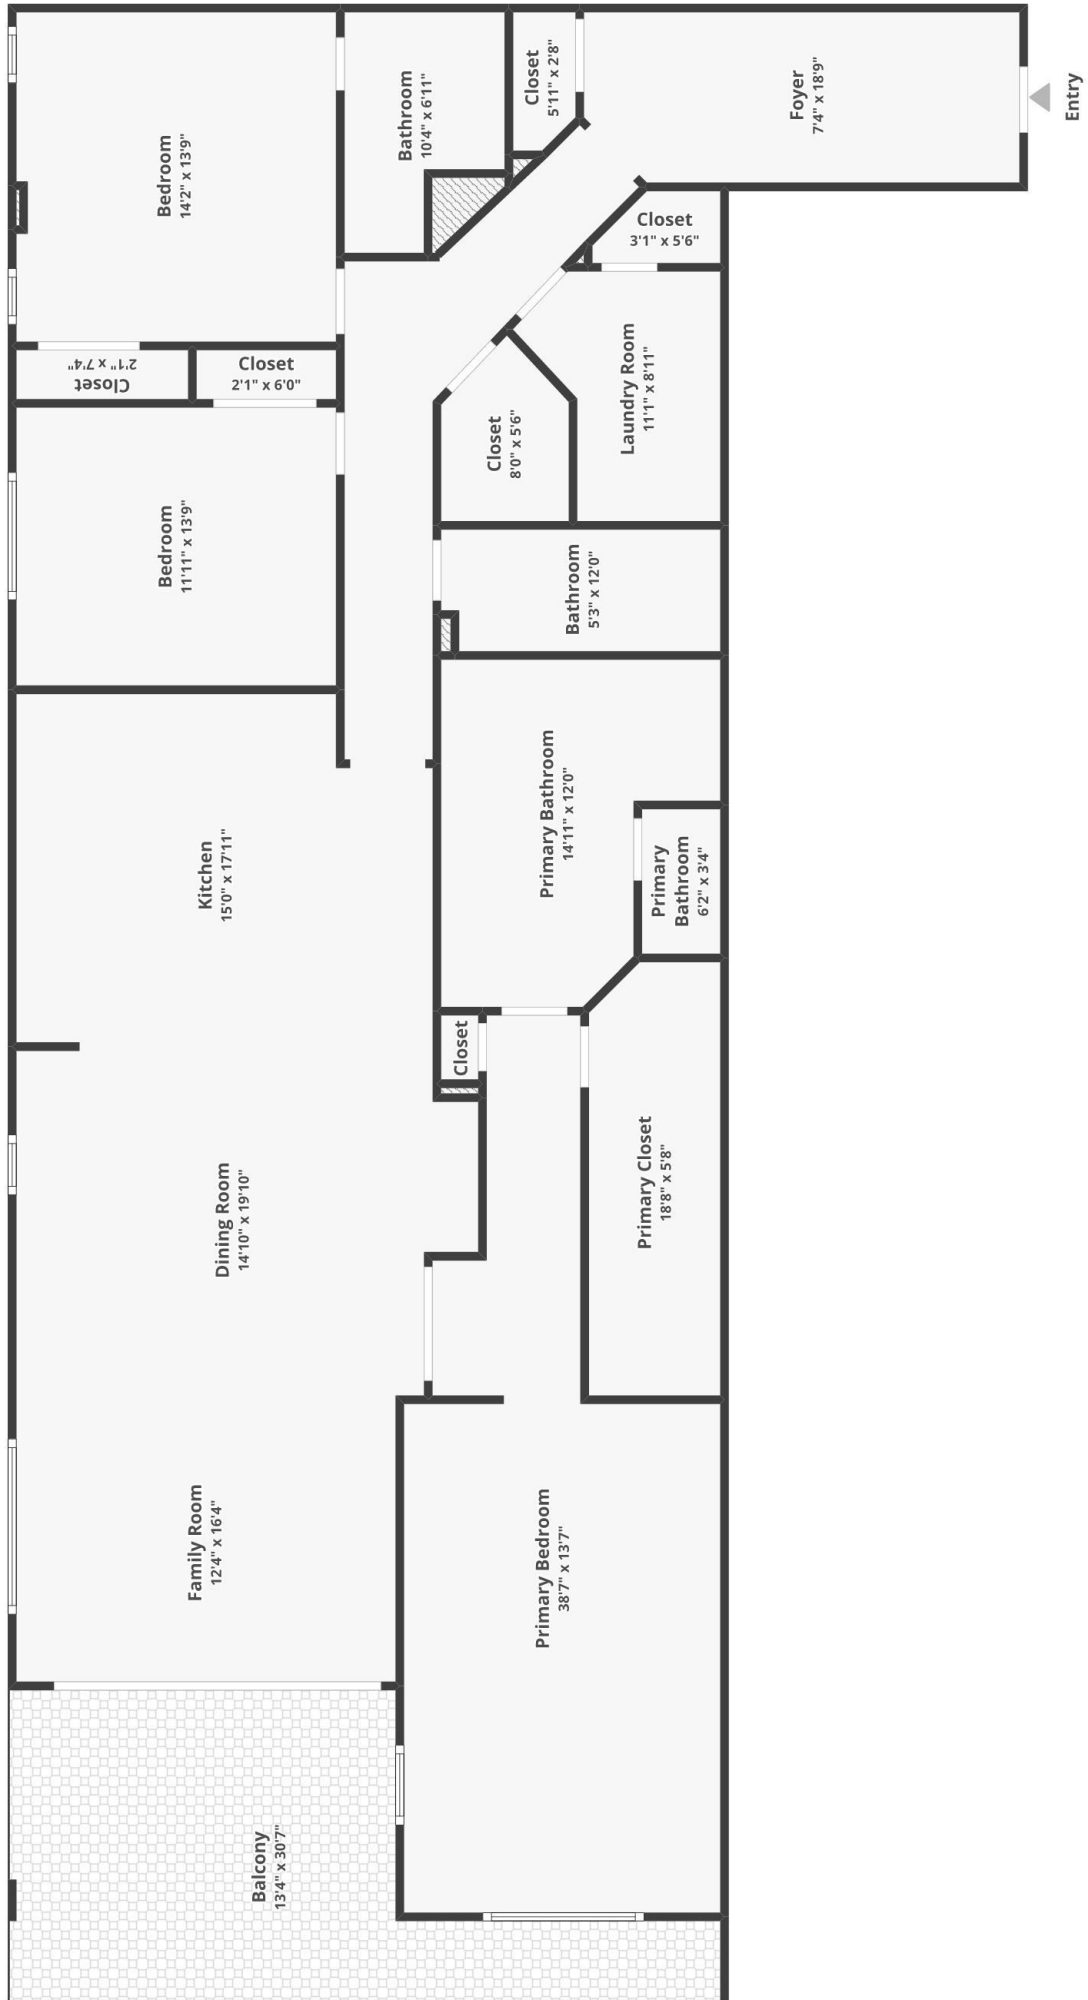 Bedroom
14'2" x 13'9"
Bathroom
10'4" x 6'11"
Closet
5'11" x 2'8"
Foyer
7'4" x 18'9"
Entry
Closet
3'1" x 5'6"
Closet
2'1" x 7'4"
Closet
2'1" x 6'0"
Laundry Room
11'1" x 8'11"
Closet
8'0" x 5'6"
Bedroom
11'11" x 13'9"
Bathroom
5'3" x 12'0"
Primary Bathroom
14'11" x 12'0"
Primary
Bathroom
6'2" x 3'4"
Kitchen
15'0" x 17'11"
Closet
Primary Closet
18'8" x 5'8"
Dining Room
14'10" x 19'10"
Family Room
12'4" x 16'4"
Primary Bedroom
38'7" x 13'7"
Balcony
13'4" x 30'7"